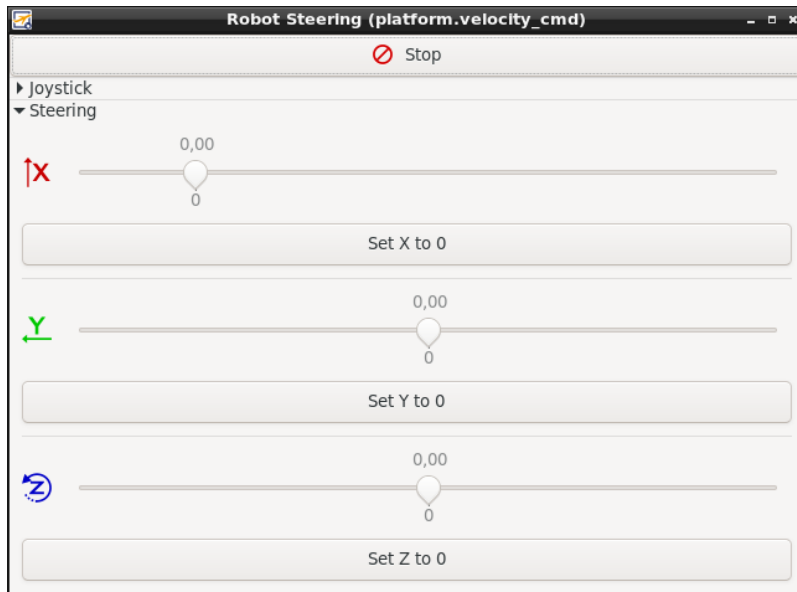 Robot Steering (platform.velocity_cmd)
Stop
Joystick
Steering
0,00
X
0
Set X to 0
0,00
Y
0
Set Y to 0
0,00
Z
0
Set Z to 0